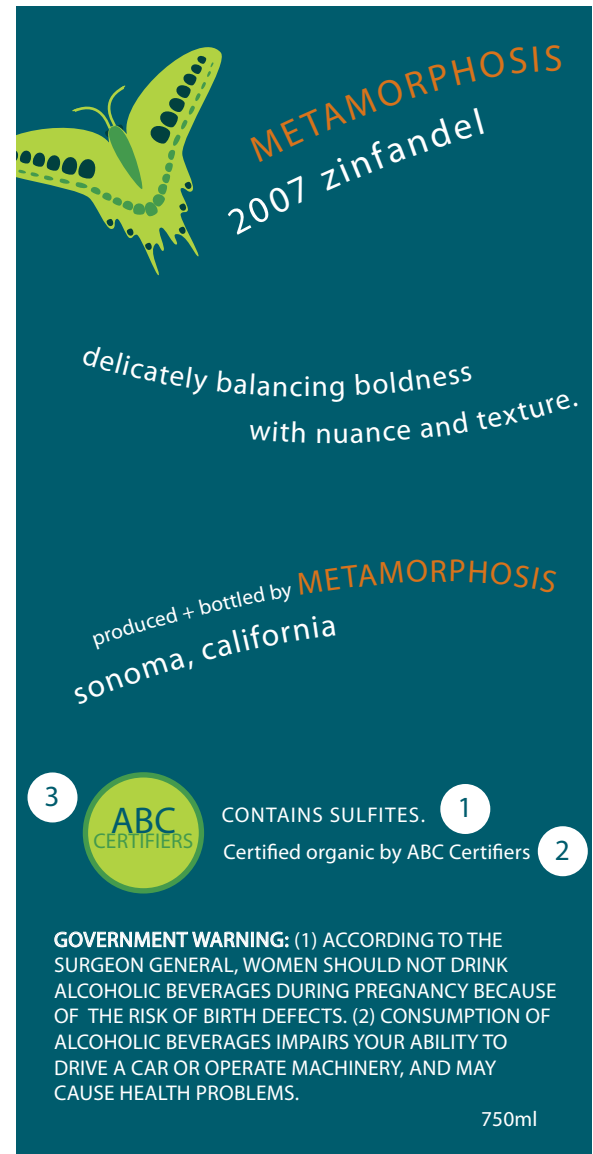 METAMORPHOSIS
2007 zinfandel
delicately balancing boldness
with nuance and texture.
produced + bottled by METAMORPHOSIS
sonoma, california
3
ABC
CERTIFIERS
CONTAINS SULFITES. 1
Certified organic by ABC Certifiers 2
GOVERNMENT WARNING: (1) ACCORDING TO THE
SURGEON GENERAL, WOMEN SHOULD NOT DRINK
ALCOHOLIC BEVERAGES DURING PREGNANCY BECAUSE
OF THE RISK OF BIRTH DEFECTS. (2) CONSUMPTION OF
ALCOHOLIC BEVERAGES IMPAIRS YOUR ABILITY TO
DRIVE A CAR OR OPERATE MACHINERY, AND MAY
CAUSE HEALTH PROBLEMS.
750ml